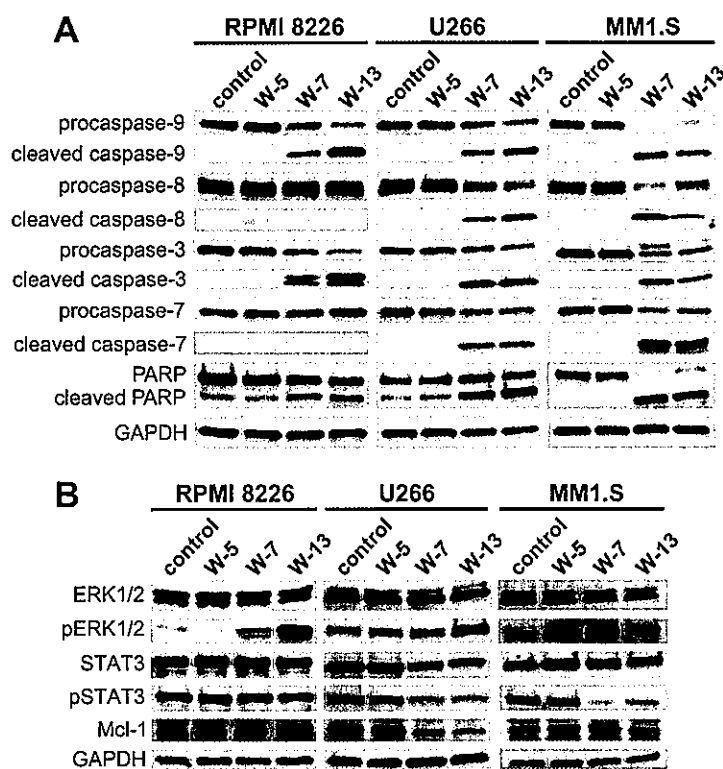 A
RPMI 8226 U266 MM1.S
control W-5 W-7 W-13 control W-5 W-7 W-13 control W-5 W-7 W-13
procaspase-9
cleaved caspase-9
procaspase-8
cleaved caspase-8
procaspase-3
cleaved caspase-3
procaspase-7
cleaved caspase-7
PARP
cleaved PARP
GAPDH
B
RPMI 8226 U266 MM1.S
control W-5 W-7 W-13 control W-5 W-7 W-13 control W-5 W-7 W-13
ERK1/2
pERK1/2
STAT3
pSTAT3
Mcl-1
GAPDH